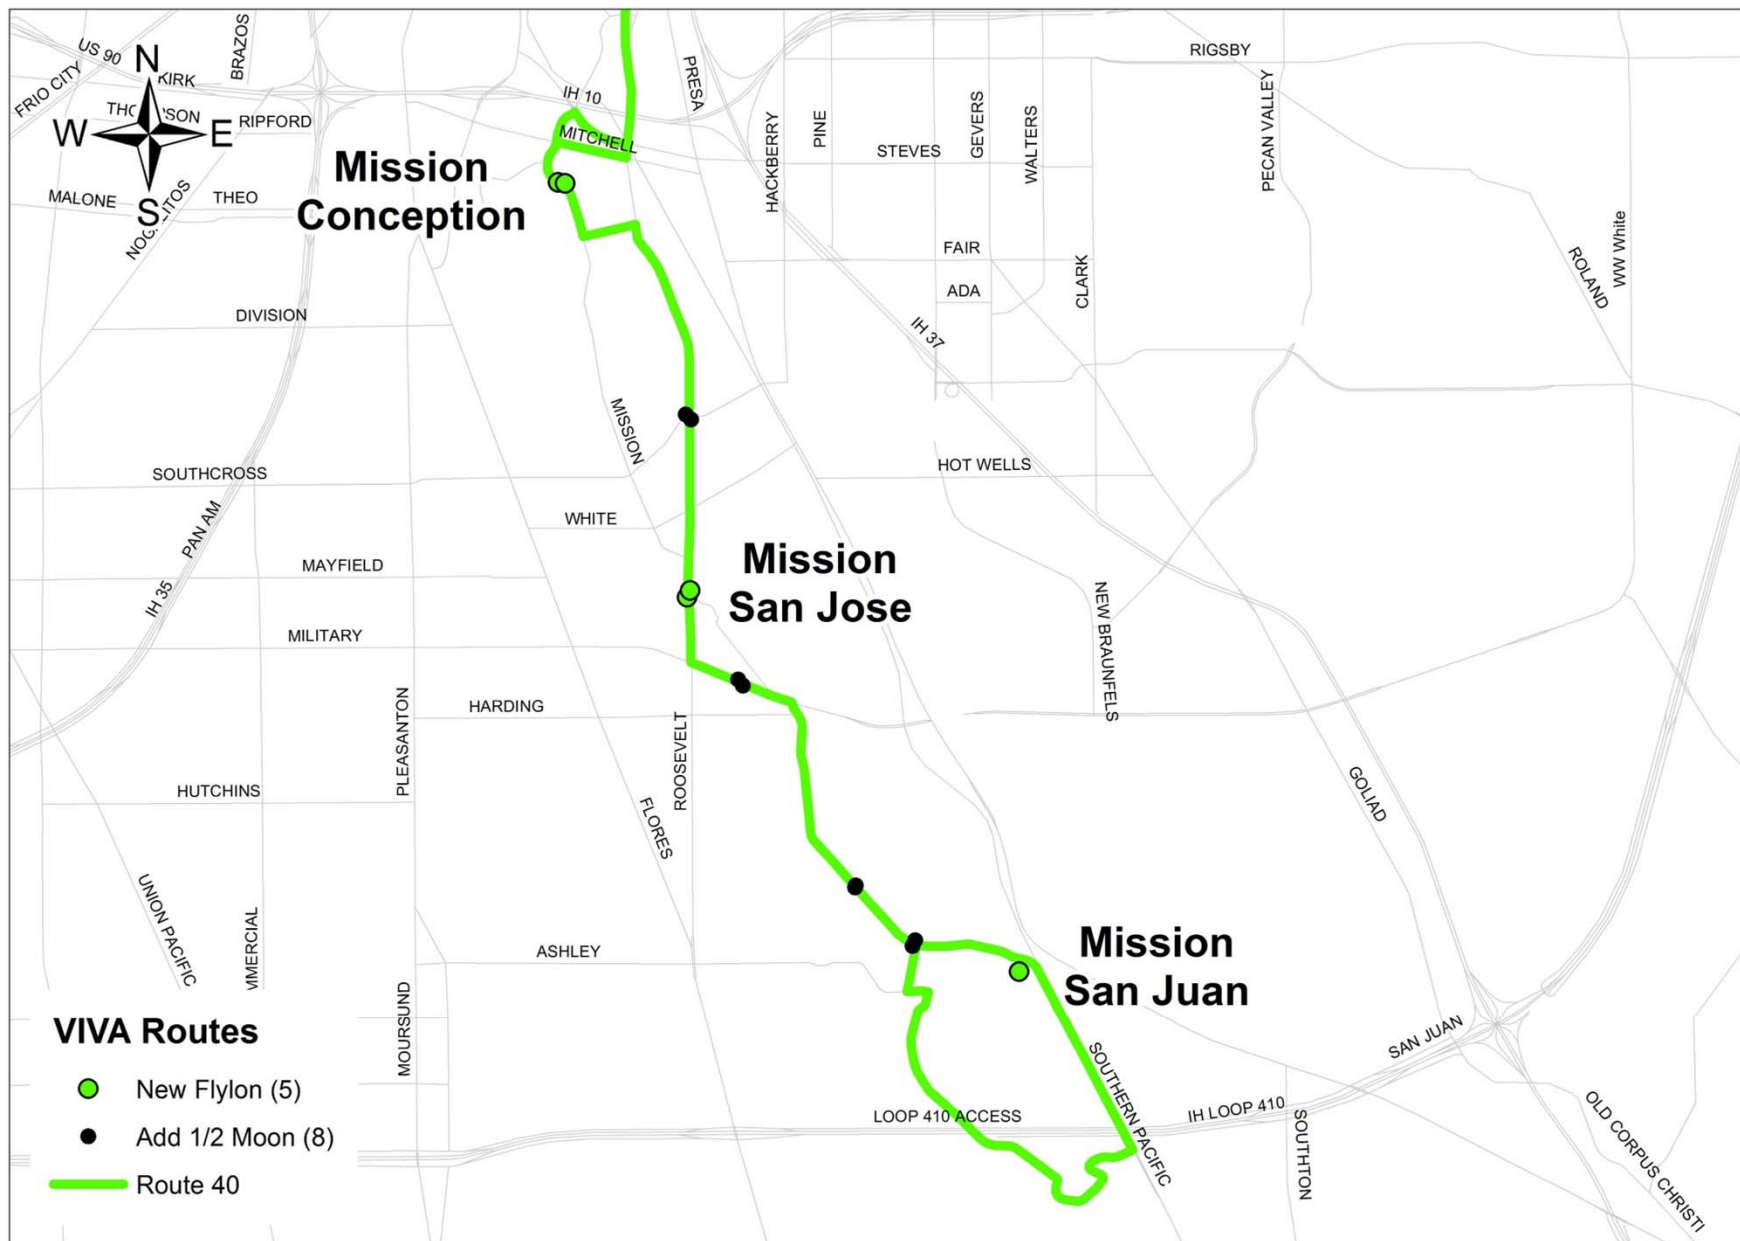 US 90
BRAZOS
FRIO CITY
N
KIRK
W
E
S
RIPFORD
MALONE
THEO
IH 10
PRESA
MITCHELL
RIGSBY
HACKBERRY
PINE
STEVES
GEVERS
WALTERS
PECAN VALLEY
Mission
Conception
FAIR
ADA
CLARK
ROLAND
WW White
DIVISION
IH 37
MISSION
SOUTHCROSS
HOT WELLS
WHITE
PAN AM
MAYFIELD
IH 35
Mission
San Jose
MILITARY
NEW BRAUNFELS
HARDING
PLEASANTON
ROOSEVELT
HUTCHINS
FLORES
GOLIAD
UNION PACIFIC
MMERCIAL
ASHLEY
Mission
San Juan
MOURSUND
VIVA Routes
New Flylon (5)
Add 1/2 Moon (8)
Route 40
SOUTHERN PACIFIC
SAN JUAN
LOOP 410 ACCESS
IH LOOP 410
SOUTHTON
OLD CORPUS CHRISTI